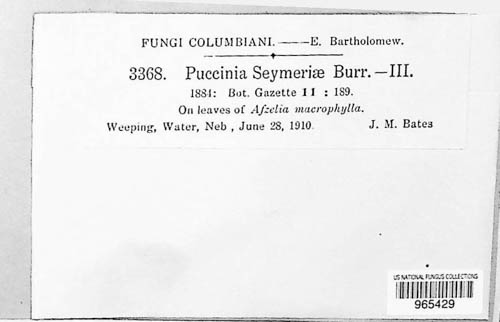 FUNGI COLUMBIANI.——E. Bartholomew.
3368. Puccinia Seymeriæ Burr.—III.
1884: Bot. Gazette 11 : 189.
On leaves of Afzelia macrophylla.
Weeping, Water, Neb , June 28, 1910. J. M. Bates
US NATIONAL FUNGUS COLLECTIONS
965429